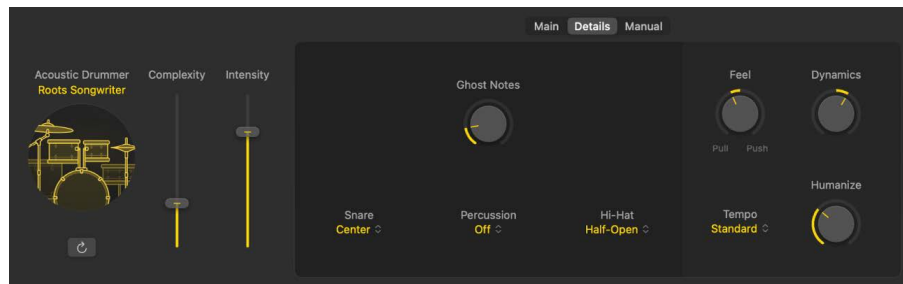 Main Details Manual
Acoustic Drummer
Roots Songwriter
Complexity
Intensity
Ghost Notes
Snare
Center
Percussion
Off
Hi-Hat
Half-Open
Feel
Pull Push
Dynamics
Tempo
Standard
Humanize